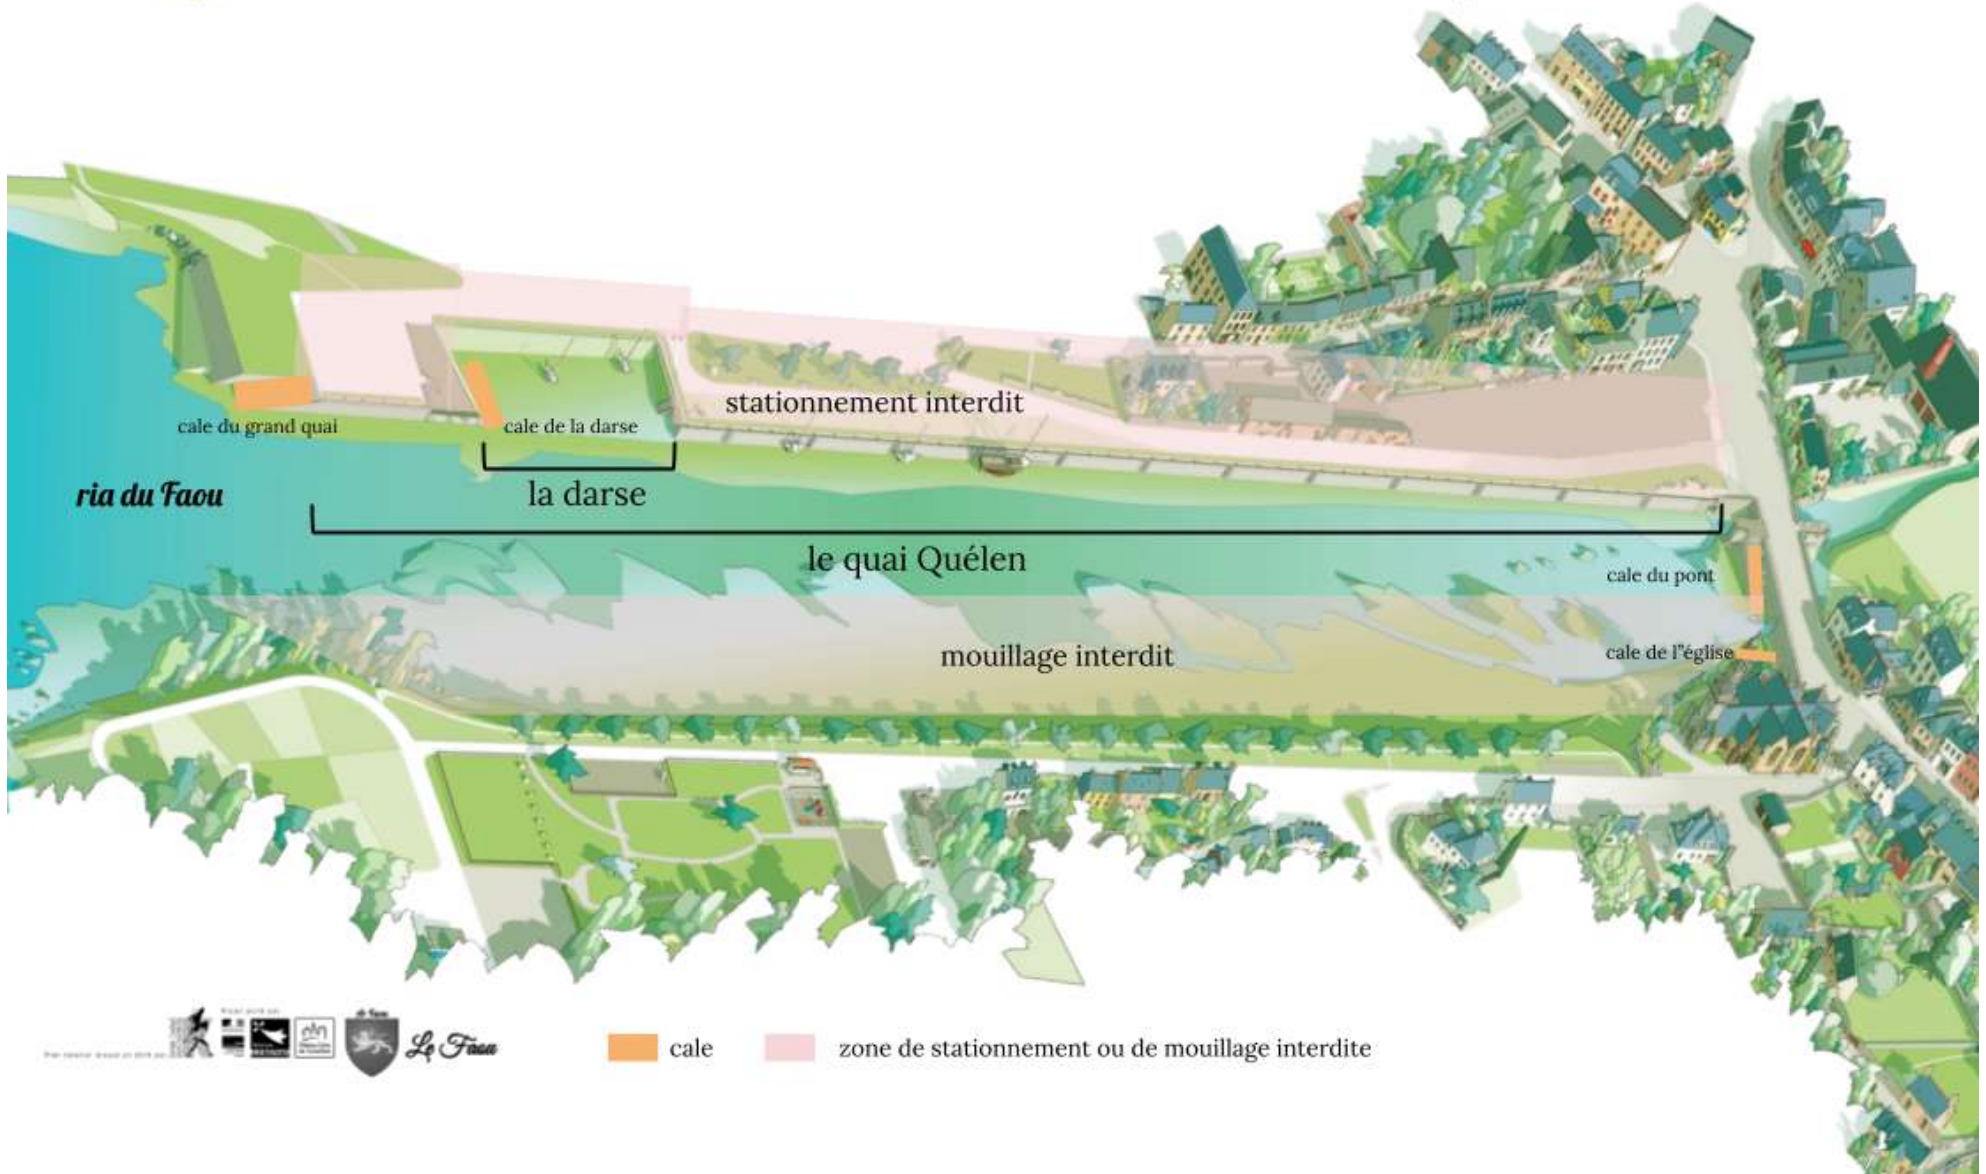 stationnement interdit
cale du grand quai
cale de la darse
ria du Faou
la darse
le quai Quélen
cale du pont
mouillage interdit
cale de l"église
Le Faou
cale
zone de stationnement ou de mouillage interdite